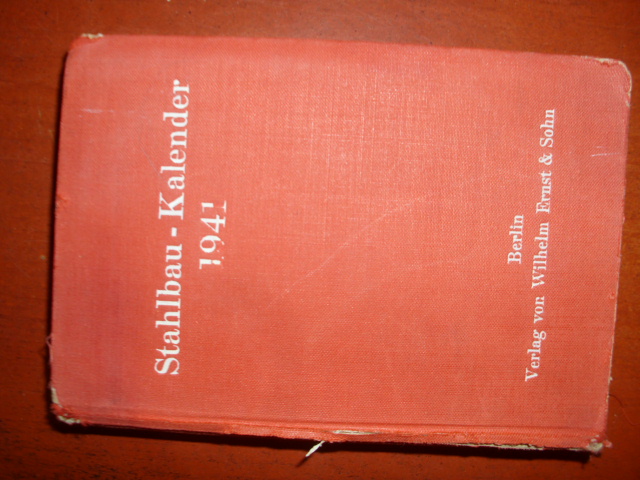 Stahlbau-Kalender
1941
Berlin
Verlag von Wilhelm Ernst & Sohn